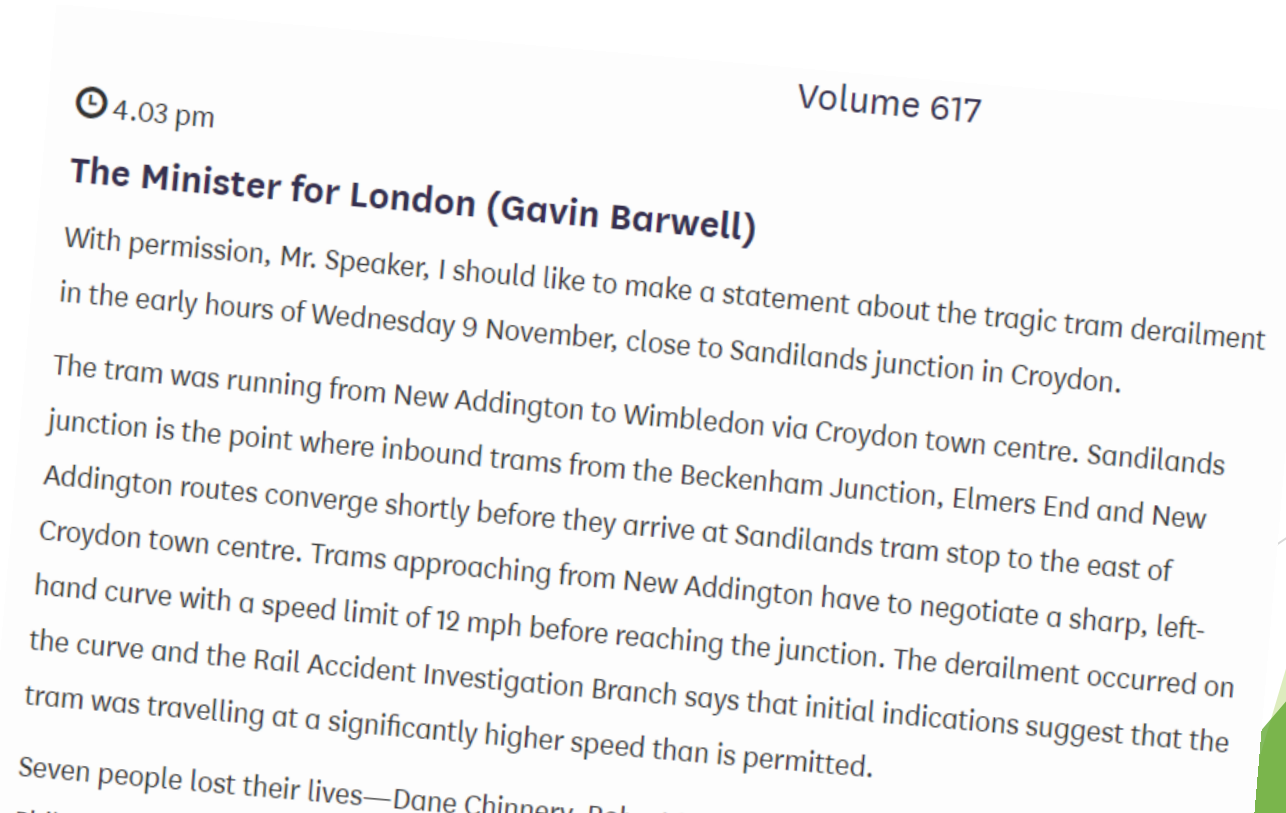 4.03 pm
Volume 617
The Minister for London (Gavin Barwell)
With permission, Mr. Speaker, I should like to make a statement about the tragic tram derailment
in the early hours of Wednesday 9 November, close to Sandilands junction in Croydon.
The tram was running from New Addington to Wimbledon via Croydon town centre. Sandilands
junction is the point where inbound trams from the Beckenham Junction, Elmers End and New
Addington routes converge shortly before they arrive at Sandilands tram stop to the east of
Croydon town centre. Trams approaching from New Addington have to negotiate a sharp, left-
hand curve with a speed limit of 12 mph before reaching the junction. The derailment occurred on
the curve and the Rail Accident Investigation Branch says that initial indications suggest that the
tram was travelling at a significantly higher speed than is permitted.
Seven people lost their lives—Dane Chinnery,